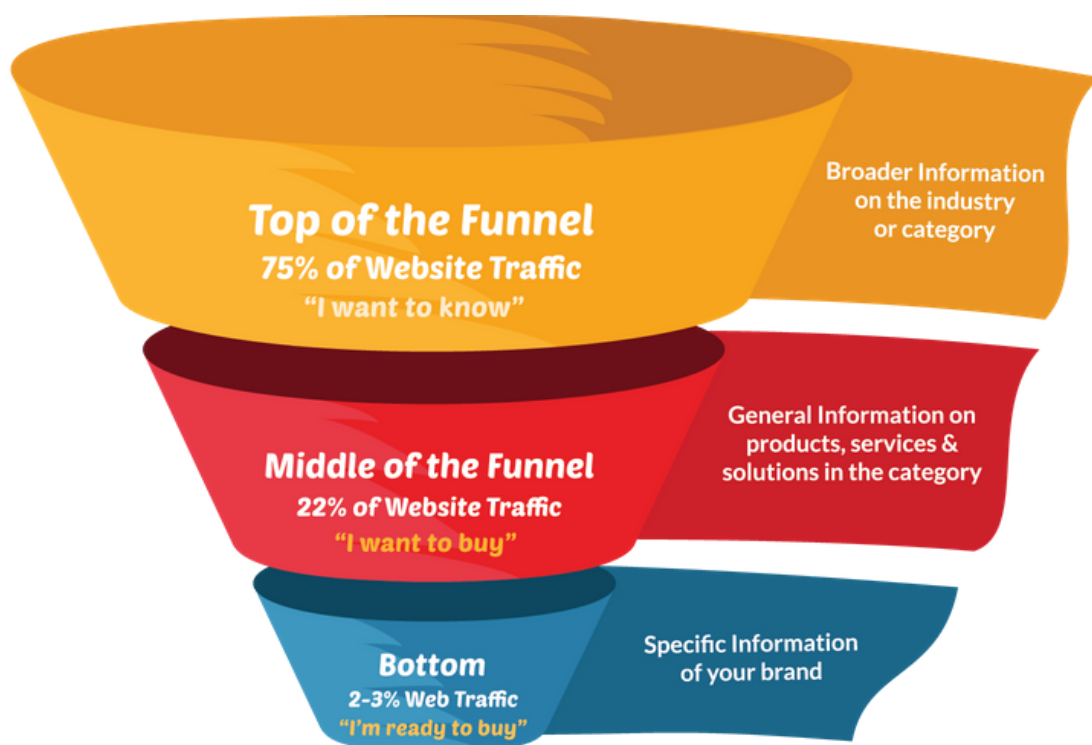 Top of the Funnel
75% of Website Traffic
“I want to know”
Broader Information
on the industry
or category
Middle of the Funnel
22% of Website Traffic
“I want to buy”
General Information on
products, services &
solutions in the category
Bottom
2-3% Web Traffic
“I'm ready to buy”
Specific Information
of your brand